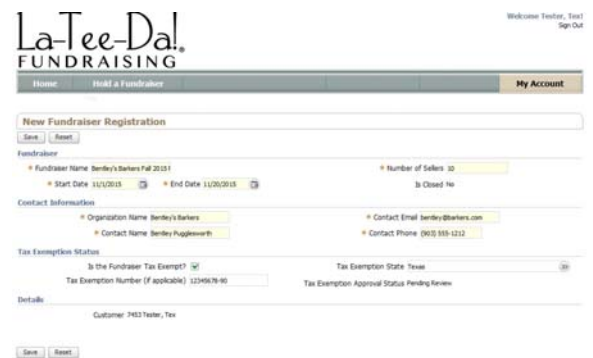 La-Tee-Da!®
FUNDRAISING
Welcome Tester, Tex!
Sign Out
Home Hold a Fundraiser My Account
New Fundraiser Registration
Save Reset
Fundraiser
* Fundraiser Name Bentley's Barkers Fall 2015 * Number of Sellers 10
* Start Date 11/1/2015 * End Date 11/20/2015 Is Closed No
Contact Information
* Organization Name Bentley's Barkers * Contact Email bentley@barkers.com
* Contact Name Bentley Pugglesworth * Contact Phone (903) 555-1212
Tax Exemption Status
Is the Fundraiser Tax Exempt? Tax Exemption State Texas
Tax Exemption Number (if applicable) 12345678-90 Tax Exemption Approval Status Pending Review
Details
Customer 7453 Tester, Tex
Save Reset